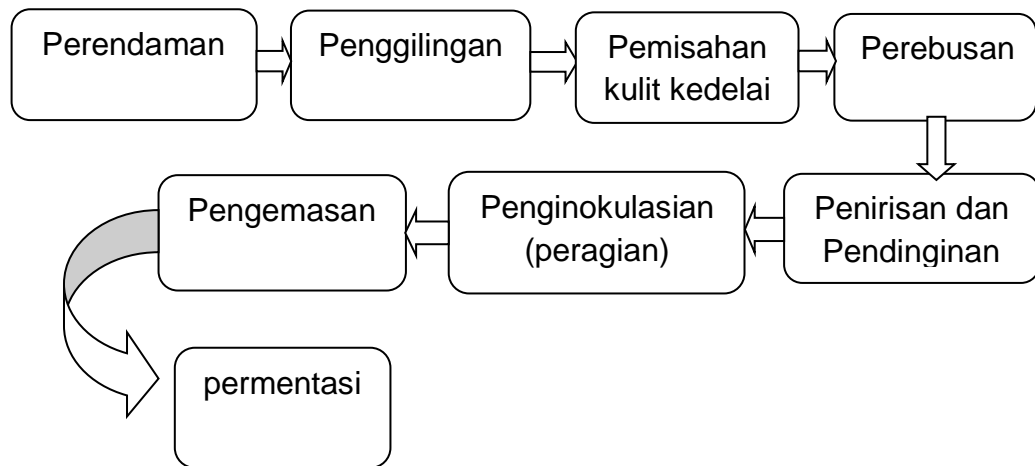 Perendaman
Penggilingan
Pemisahan
kulit kedelai
Perebusan
Penirisan dan
Pendinginan
Penginokulasian
(peragian)
Pengemasan
permentasi